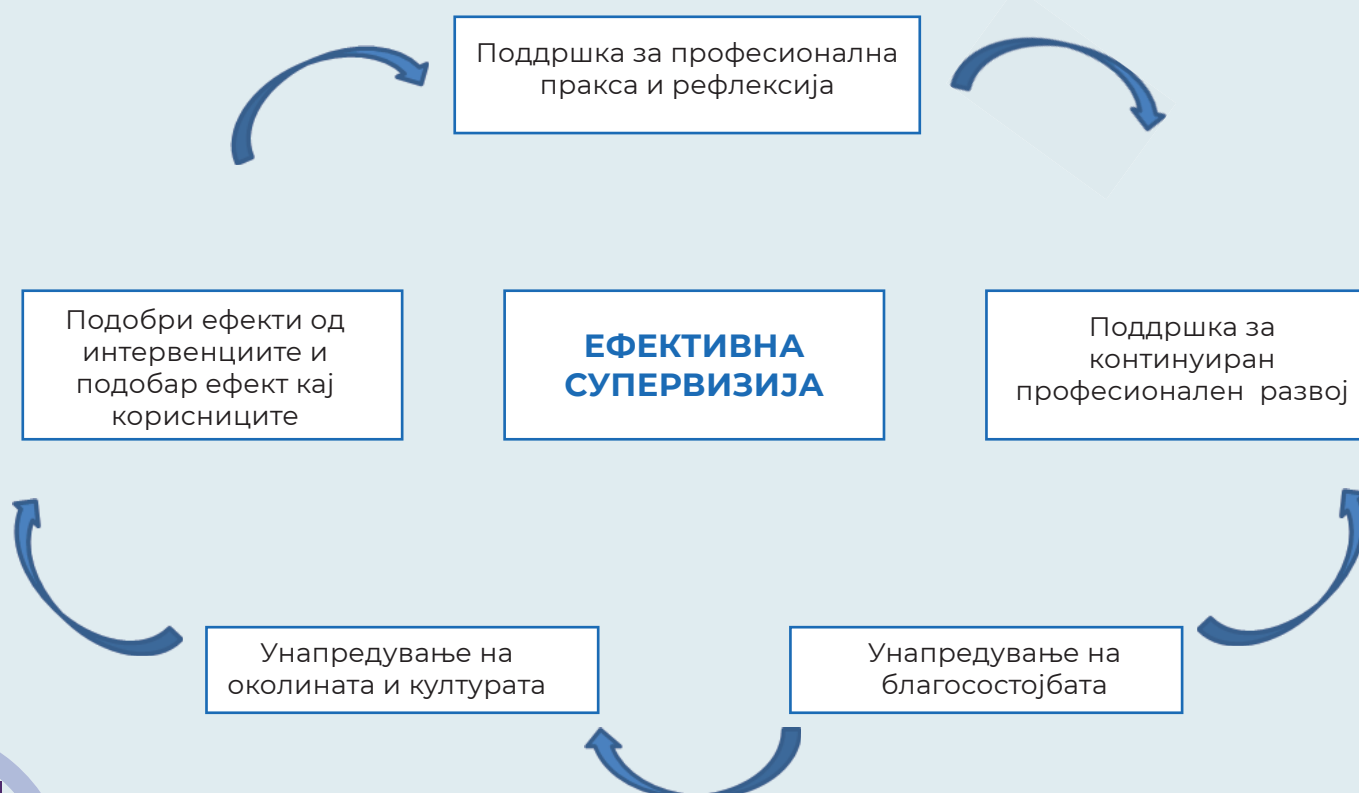 Поддршка за професионална
пракса и рефлексија
Подобри ефекти од
интервенциите и
подобар ефект кај
корисниците
ЕФЕКТИВНА
СУПЕРВИЗИЈА
Поддршка за
континуиран
професионален развој
Унапредување на
околината и културата
Унапредување на
благосостојбата